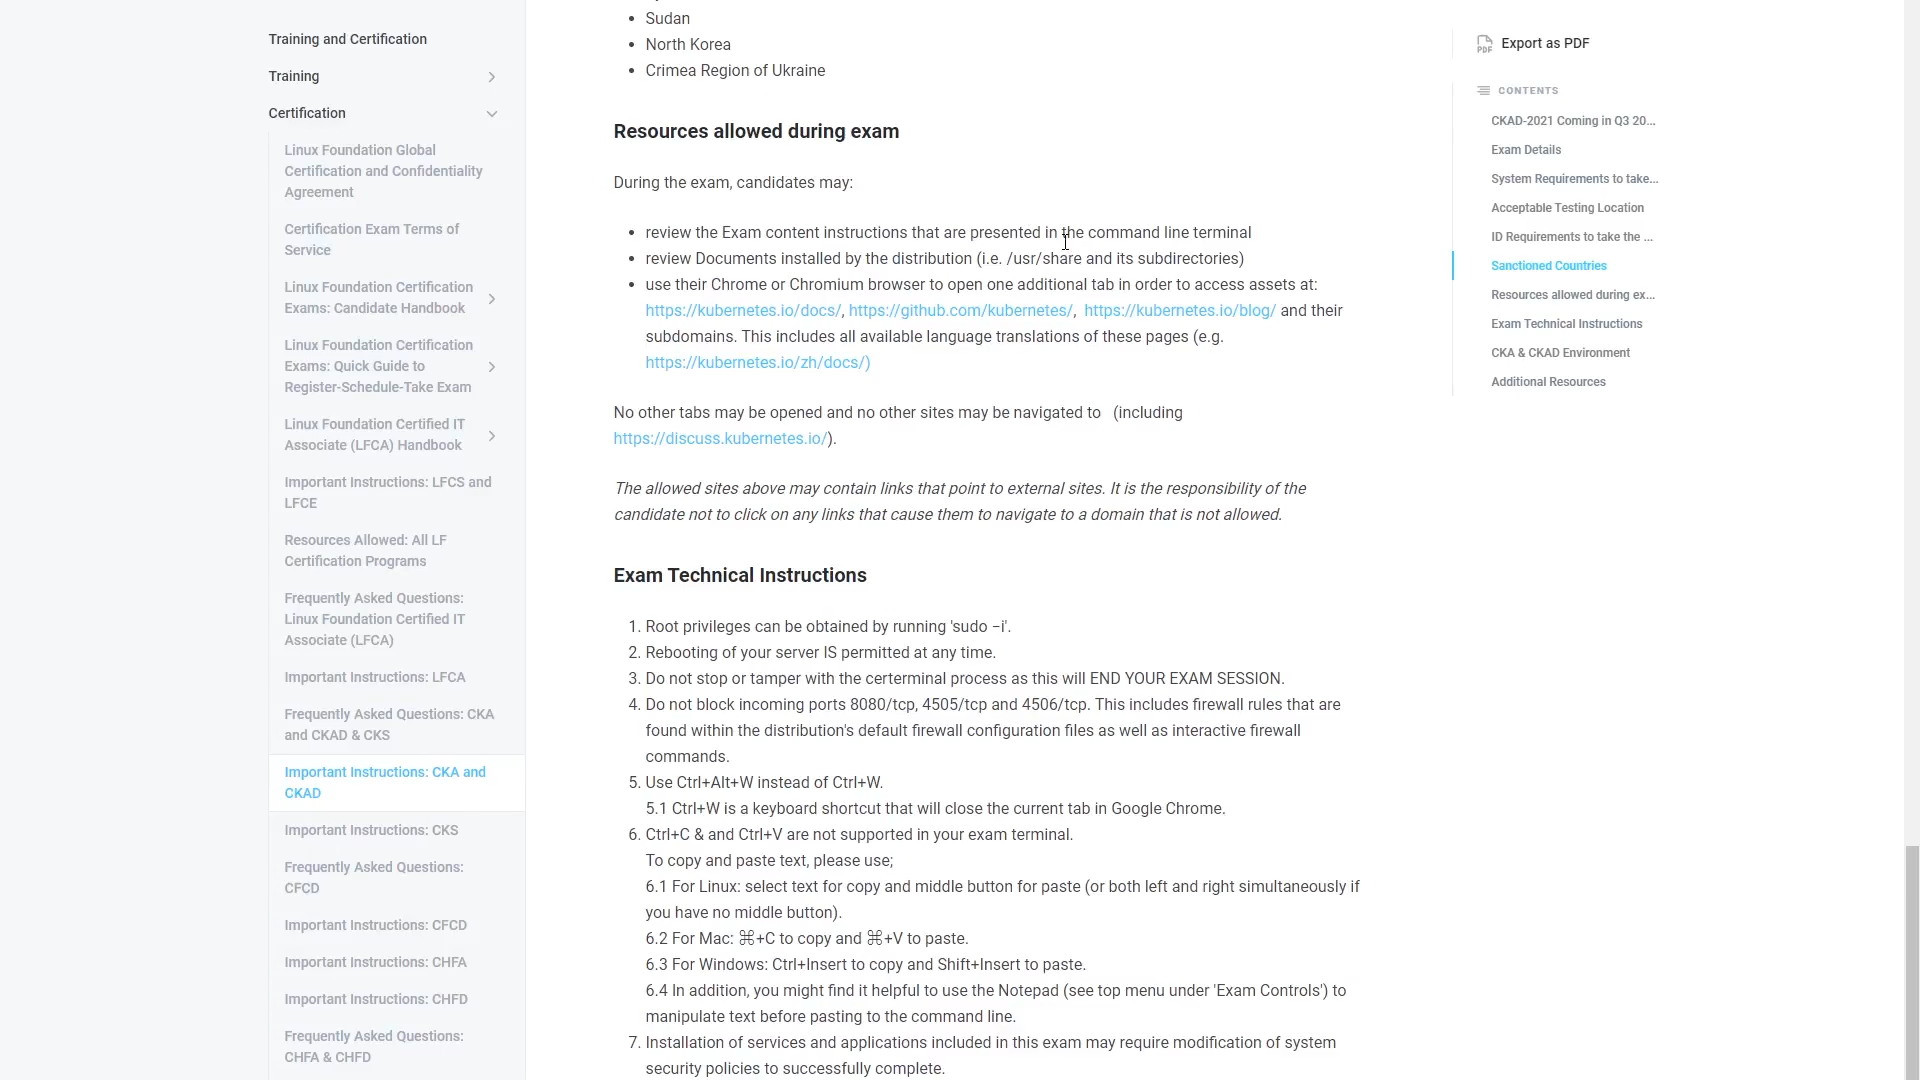 Training and Certification
Training
Certification
Linux Foundation Global
Certification and Confidentiality
Agreement
Certification Exam Terms of
Service
Linux Foundation Certification
Exams: Candidate Handbook
Linux Foundation Certification
Exams: Quick Guide to
Register-Schedule-Take Exam
Linux Foundation Certified IT
Associate (LFCA) Handbook
Important Instructions: LFCS and
LFCE
Resources Allowed: All LF
Certification Programs
Frequently Asked Questions:
Linux Foundation Certified IT
Associate (LFCA)
Important Instructions: LFCA
Frequently Asked Questions: CKA
and CKAD & CKS
Important Instructions: CKA and
CKAD
Important Instructions: CKS
Frequently Asked Questions:
CFCD
Important Instructions: CFCD
Important Instructions: CHFA
Important Instructions: CHFD
Frequently Asked Questions:
CHFA & CHFD
• Sudan
• North Korea
• Crimea Region of Ukraine
Resources allowed during exam
During the exam, candidates may:
• review the Exam content instructions that are presented in the command line terminal
• review Documents installed by the distribution (i.e. /usr/share and its subdirectories)
• use their Chrome or Chromium browser to open one additional tab in order to access assets at:
https://kubernetes.io/docs/, https://github.com/kubernetes/, https://kubernetes.io/blog/ and their
subdomains. This includes all available language translations of these pages (e.g.
https://kubernetes.io/zh/docs/)
No other tabs may be opened and no other sites may be navigated to (including
https://discuss.kubernetes.io/).
The allowed sites above may contain links that point to external sites. It is the responsibility of the
candidate not to click on any links that cause them to navigate to a domain that is not allowed.
Exam Technical Instructions
1. Root privileges can be obtained by running 'sudo −i'.
2. Rebooting of your server IS permitted at any time.
3. Do not stop or tamper with the certerminal process as this will END YOUR EXAM SESSION.
4. Do not block incoming ports 8080/tcp, 4505/tcp and 4506/tcp. This includes firewall rules that are
found within the distribution's default firewall configuration files as well as interactive firewall
commands.
5. Use Ctrl+Alt+W instead of Ctrl+W.
5.1 Ctrl+W is a keyboard shortcut that will close the current tab in Google Chrome.
6. Ctrl+C & and Ctrl+V are not supported in your exam terminal.
To copy and paste text, please use;
6.1 For Linux: select text for copy and middle button for paste (or both left and right simultaneously if
you have no middle button).
6.2 For Mac: ⌘+C to copy and ⌘+V to paste.
6.3 For Windows: Ctrl+Insert to copy and Shift+Insert to paste.
6.4 In addition, you might find it helpful to use the Notepad (see top menu under 'Exam Controls') to
manipulate text before pasting to the command line.
7. Installation of services and applications included in this exam may require modification of system
security policies to successfully complete.
PDF Export as PDF
CONTENTS
CKAD-2021 Coming in Q3 20...
Exam Details
System Requirements to take...
Acceptable Testing Location
ID Requirements to take the ...
Sanctioned Countries
Resources allowed during ex...
Exam Technical Instructions
CKA & CKAD Environment
Additional Resources